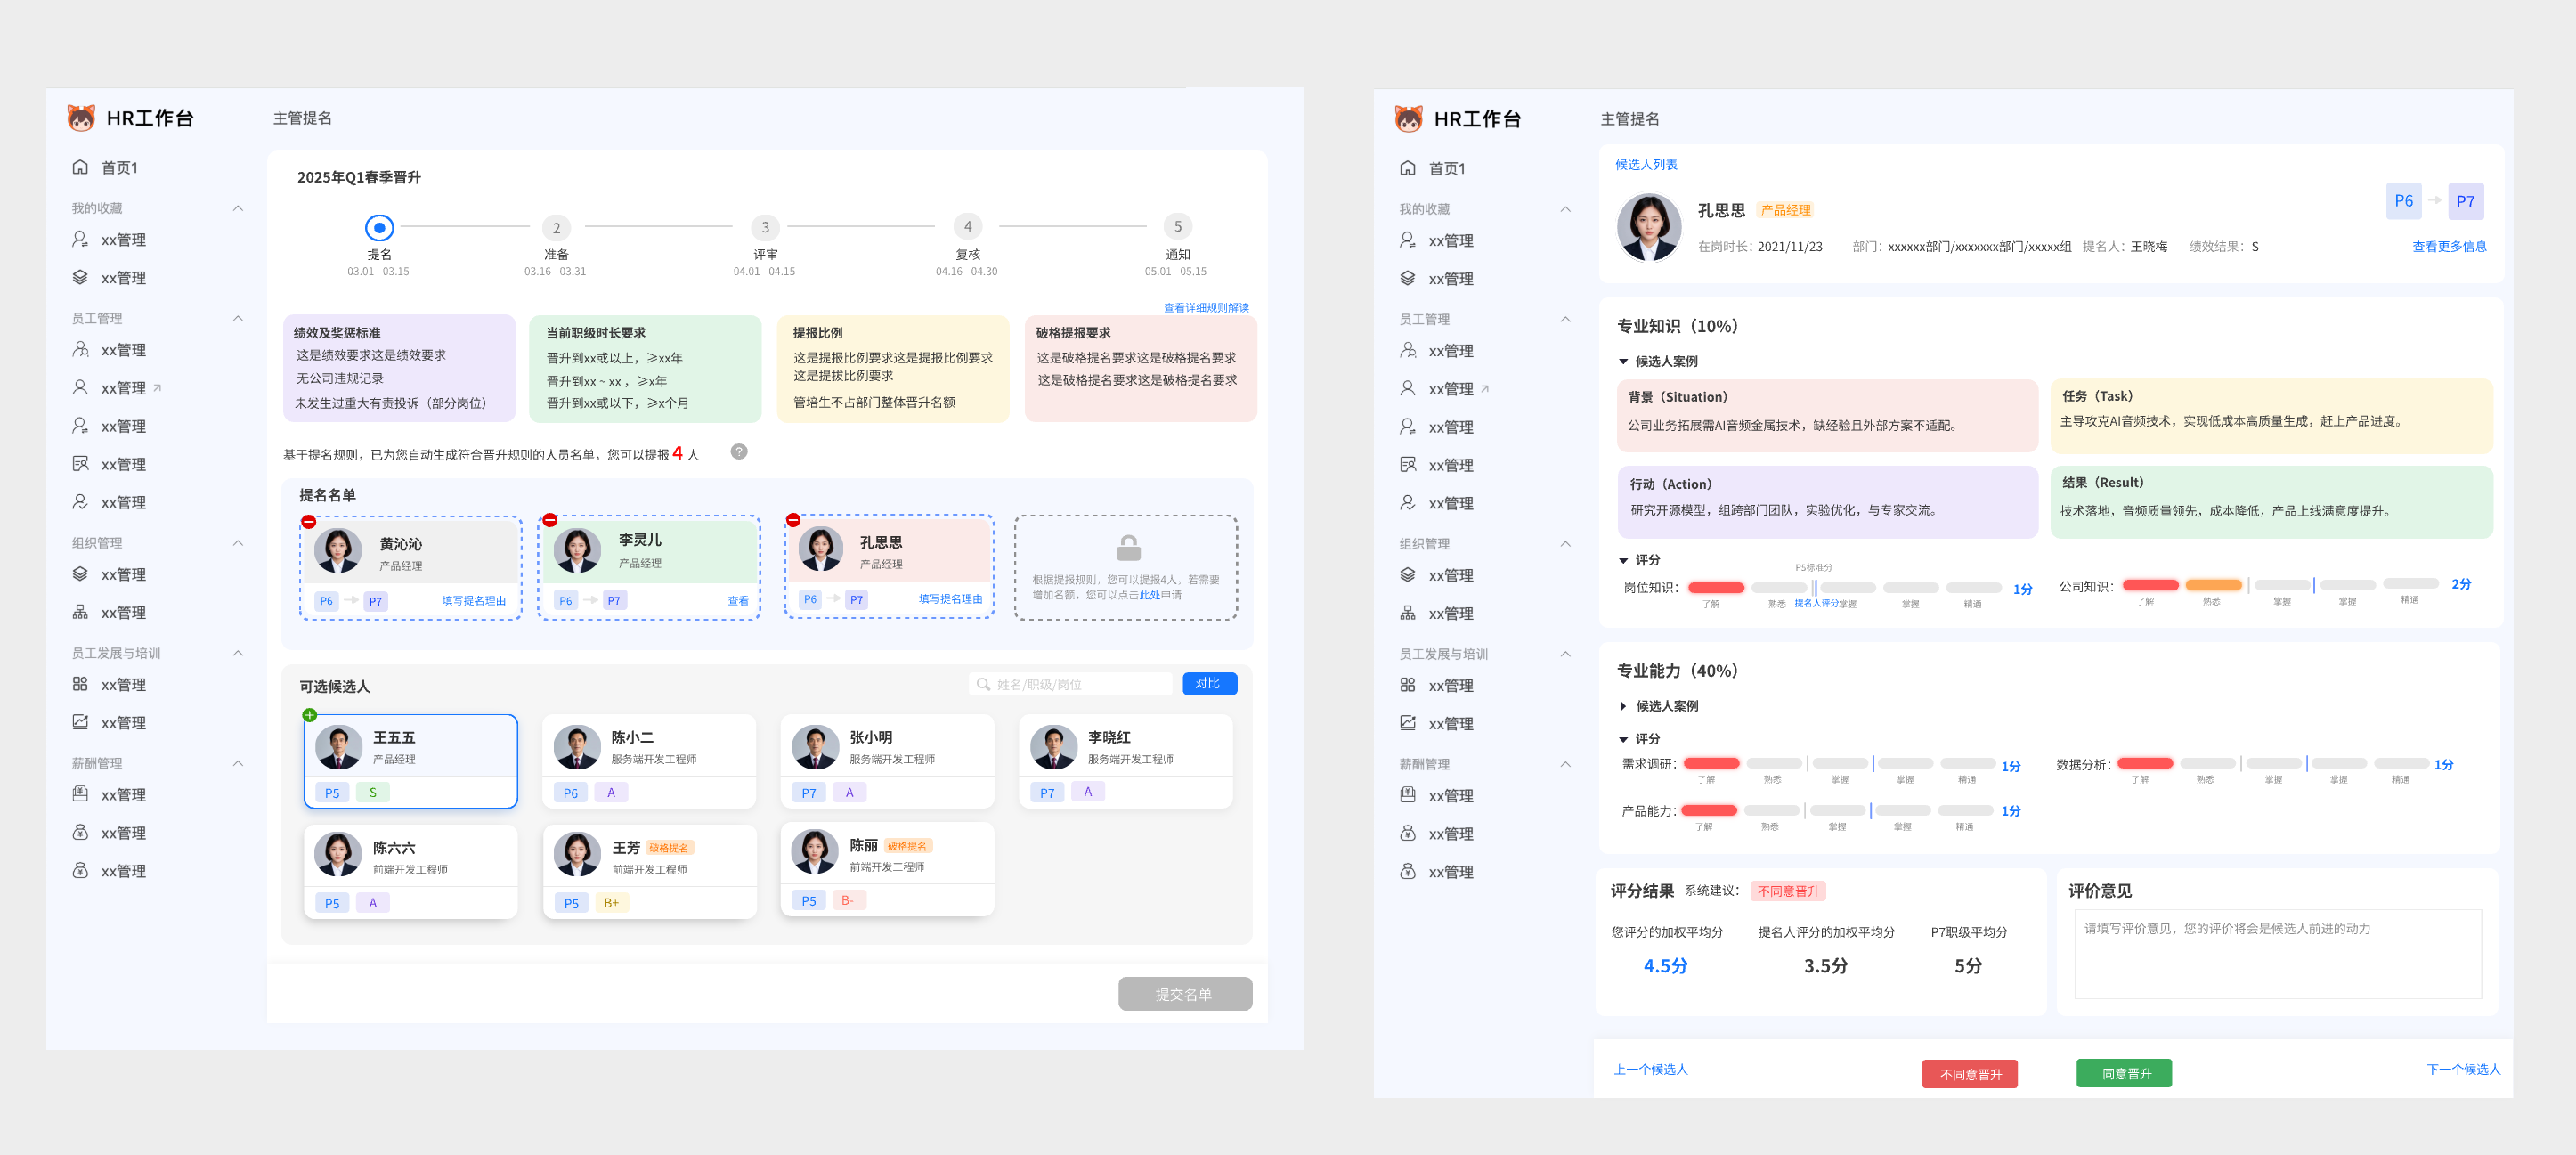 HR工作台
主管提名
首页1
我的收藏
xx管理
xx管理
员工管理
xx管理
xx管理
xx管理
xx管理
xx管理
组织管理
xx管理
xx管理
员工发展与培训
xx管理
xx管理
薪酬管理
xx管理
xx管理
xx管理
2025年Q1春季晋升
2 3 4 5
提名 准备 评审 复核 通知
03.01 - 03.15 03.16 - 03.31 04.01 - 04.15 04.16 - 04.30 05.01 - 05.15
查看详细规则解读
绩效及奖惩标准
这是绩效要求这是绩效要求
无公司违规记录
未发生过重大有责投诉（部分岗位）
当前职级时长要求
晋升到xx或以上，≥xx年
晋升到xx ~ xx ，≥x年
晋升到xx或以下，≥x个月
提报比例
这是提报比例要求这是提报比例要求
这是提拔比例要求
管培生不占部门整体晋升名额
破格提报要求
这是破格提名要求这是破格提名要求
这是破格提名要求这是破格提名要求
基于提名规则，已为您自动生成符合晋升规则的人员名单，您可以提报 4 人 ?
提名名单
黄沁沁
产品经理
P6 P7 填写提名理由
李灵儿
产品经理
P6 P7 查看
孔思思
产品经理
P6 P7 填写提名理由
根据提报规则，您可以提报4人，若需要
增加名额，您可以点击此处申请
可选候选人
姓名/职级/岗位
对比
王五五
产品经理
P5 S
陈小二
服务端开发工程师
P6 A
张小明
服务端开发工程师
P7 A
李晓红
服务端开发工程师
P7 A
陈六六
前端开发工程师
P5 A
王芳 破格提名
前端开发工程师
P5 B+
陈丽 破格提名
前端开发工程师
P5 B-
提交名单
HR工作台
主管提名
首页1
我的收藏
xx管理
xx管理
员工管理
xx管理
xx管理
xx管理
xx管理
xx管理
组织管理
xx管理
xx管理
员工发展与培训
xx管理
xx管理
薪酬管理
xx管理
xx管理
xx管理
候选人列表
孔思思 产品经理
P6 P7
在岗时长：2021/11/23 部门：xxxxxx部门/xxxxxxx部门/xxxxx组 提名人：王晓梅 绩效结果：S
查看更多信息
专业知识（10%）
候选人案例
背景（Situation）
公司业务拓展需AI音频金属技术，缺经验且外部方案不适配。
任务（Task）
主导攻克AI音频技术，实现低成本高质量生成，赶上产品进度。
行动（Action）
研究开源模型，组跨部门团队，实验优化，与专家交流。
结果（Result）
技术落地，音频质量领先，成本降低，产品上线满意度提升。
评分
P5标准分
岗位知识： 1分
了解 熟悉 提名人评分 掌握 掌握 精通
公司知识： 2分
了解 熟悉 掌握 掌握 精通
专业能力（40%）
候选人案例
评分
需求调研： 1分
了解 熟悉 掌握 掌握 精通
数据分析： 1分
了解 熟悉 掌握 掌握 精通
产品能力： 1分
了解 熟悉 掌握 掌握 精通
评分结果 系统建议： 不同意晋升
您评分的加权平均分 提名人评分的加权平均分 P7职级平均分
4.5分 3.5分 5分
评价意见
请填写评价意见，您的评价将会是候选人前进的动力
上一个候选人 不同意晋升 同意晋升 下一个候选人